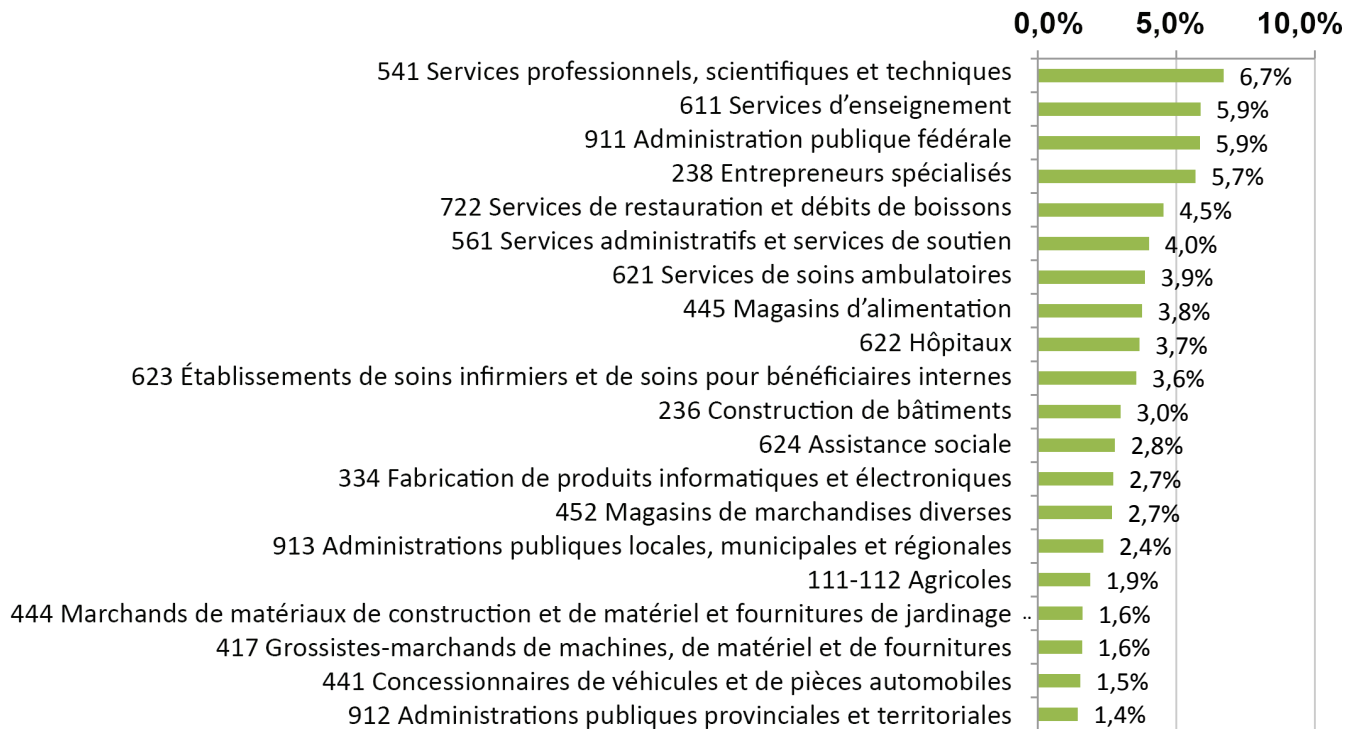 0,0% 5,0% 10,0%
541 Services professionnels, scientifiques et techniques 6,7%
611 Services d’enseignement 5,9%
911 Administration publique fédérale 5,9%
238 Entrepreneurs spécialisés 5,7%
722 Services de restauration et débits de boissons 4,5%
561 Services administratifs et services de soutien 4,0%
621 Services de soins ambulatoires 3,9%
445 Magasins d’alimentation 3,8%
622 Hôpitaux 3,7%
623 Établissements de soins infirmiers et de soins pour bénéficiaires internes 3,6%
236 Construction de bâtiments 3,0%
624 Assistance sociale 2,8%
334 Fabrication de produits informatiques et électroniques 2,7%
452 Magasins de marchandises diverses 2,7%
913 Administrations publiques locales, municipales et régionales 2,4%
111-112 Agricoles 1,9%
444 Marchands de matériaux de construction et de matériel et fournitures de jardinage .. 1,6%
417 Grossistes-marchands de machines, de matériel et de fournitures 1,6%
441 Concessionnaires de véhicules et de pièces automobiles 1,5%
912 Administrations publiques provinciales et territoriales 1,4%